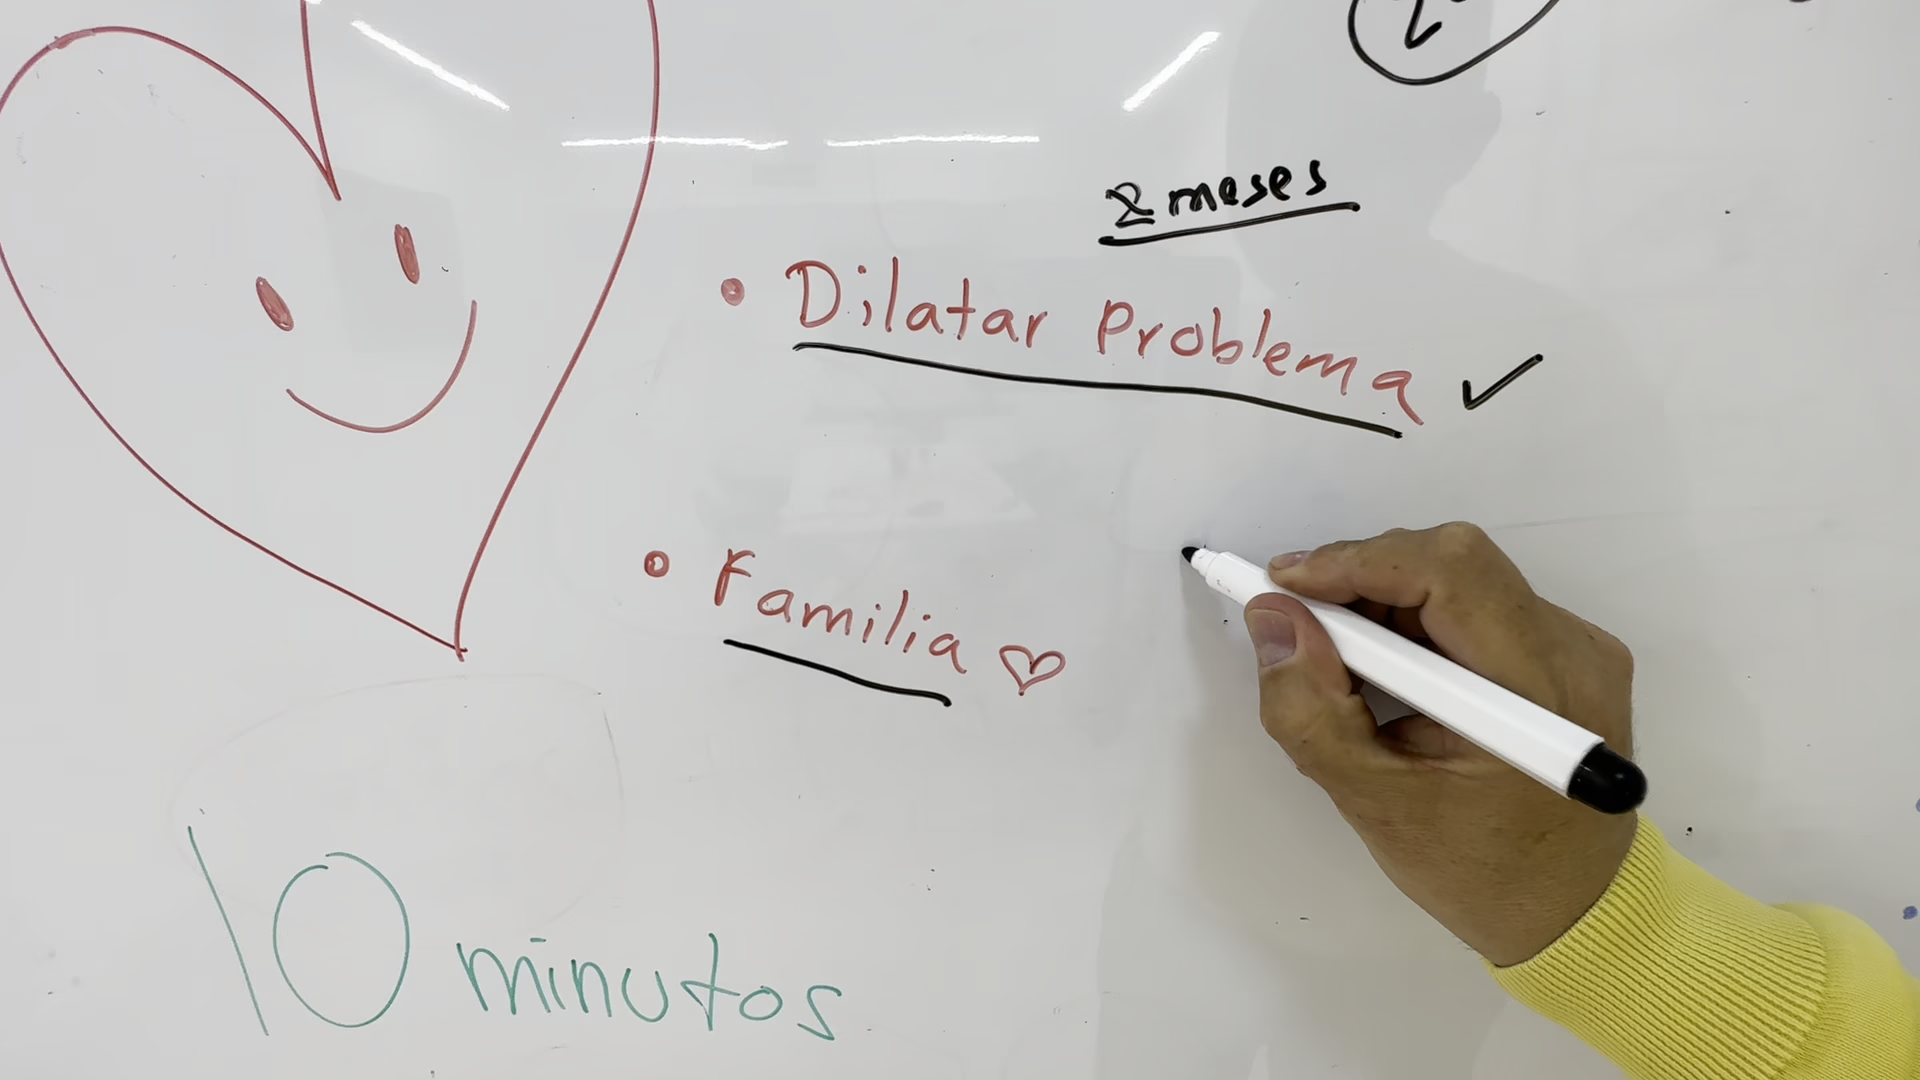 2 meses
• Dilatar Problema ✓
• Familia ♡
10 minutos